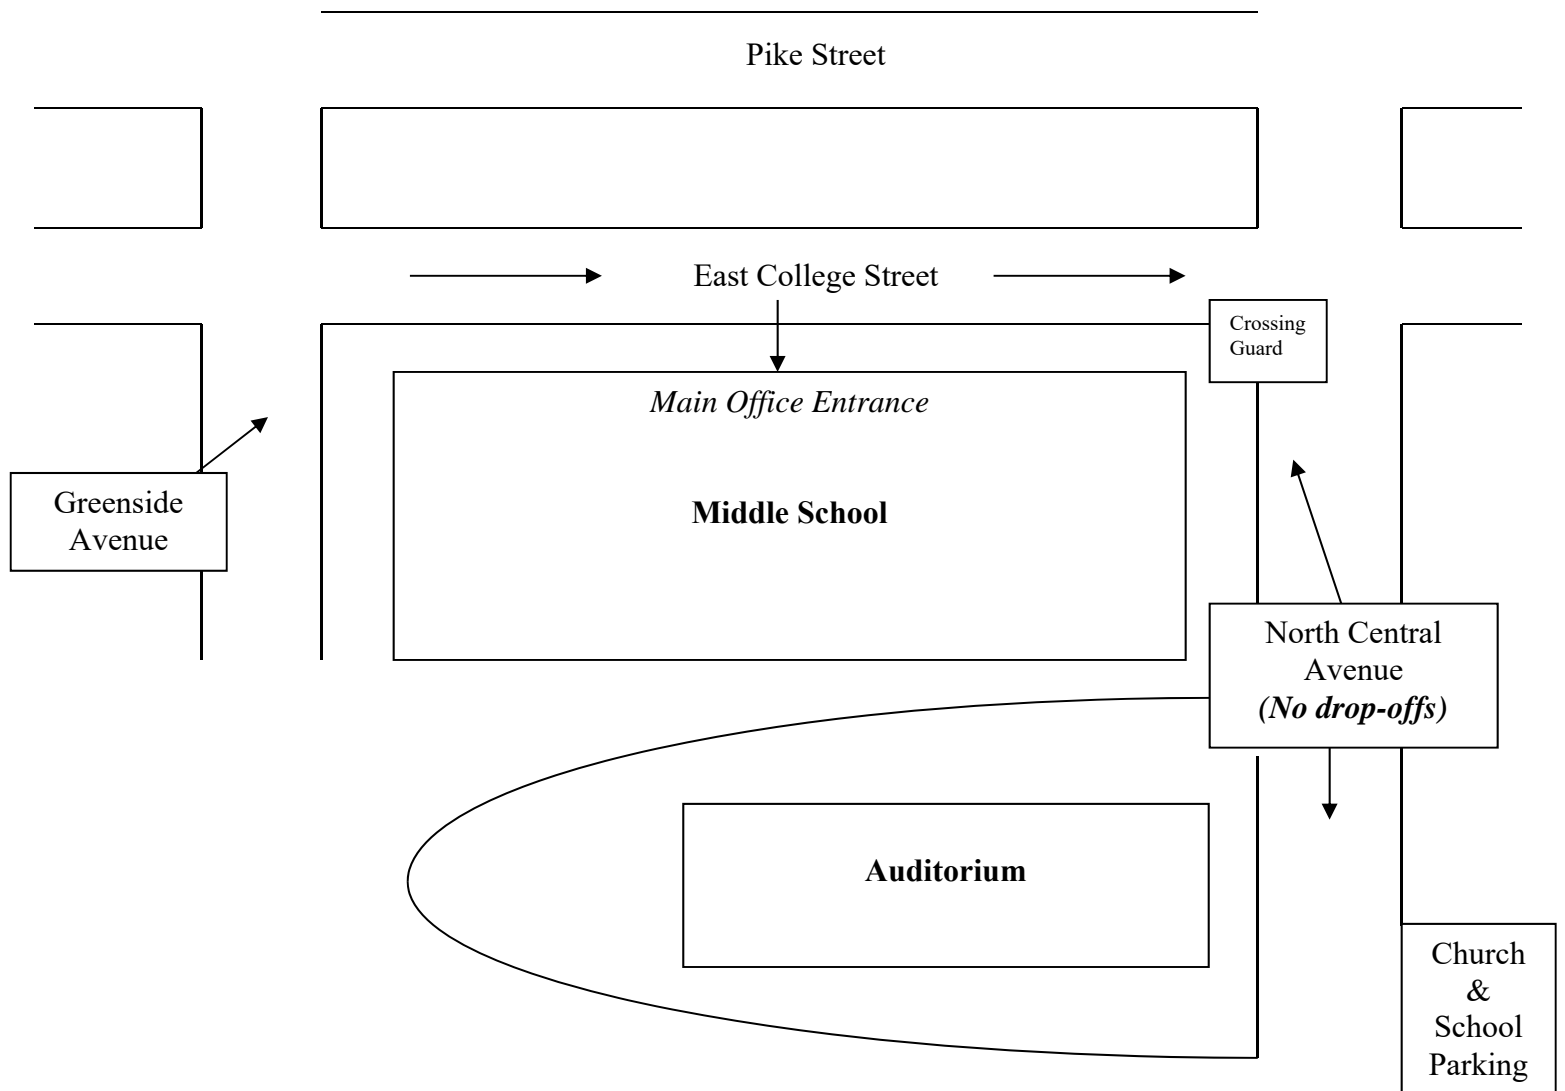 Pike Street
East College Street
Crossing
Guard
Main Office Entrance
Greenside
Avenue
Middle School
North Central
Avenue
(No drop-offs)
Auditorium
Church
&
School
Parking